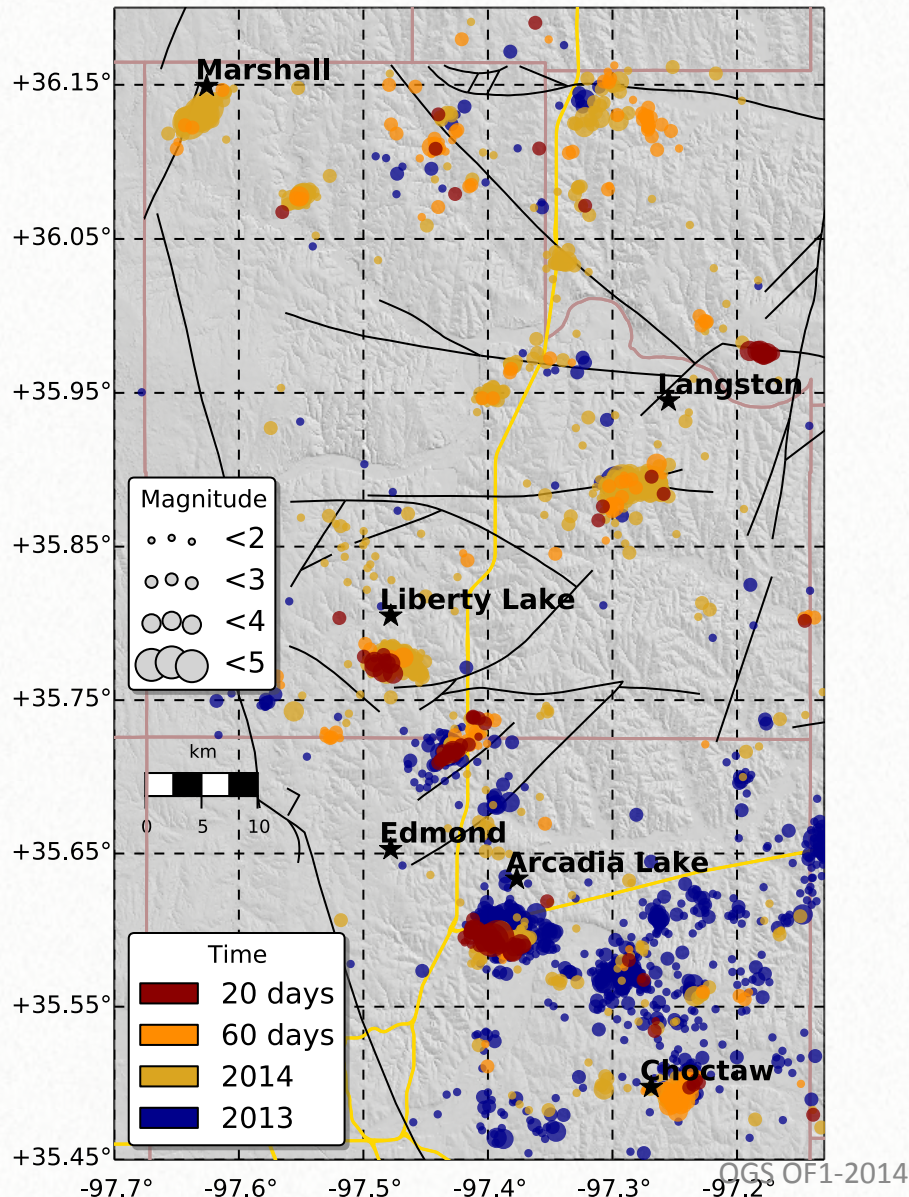 +36.15°
Marshall
+36.05°
+35.95°
Langston
Magnitude
<2
<3
<4
<5
+35.85°
Liberty Lake
+35.75°
km
0 5 10
+35.65°
Edmond
Arcadia Lake
Time
20 days
60 days
2014
2013
+35.55°
Choctaw
+35.45°
-97.7° -97.6° -97.5° -97.4° -97.3° -97.2°
OGS OF1-2014